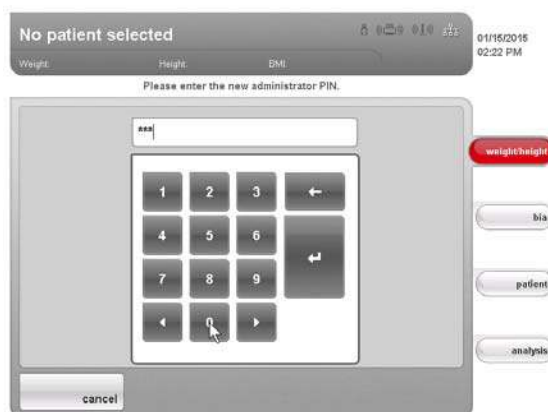 No patient selected
01/15/2015
02:22 PM
Weight: Height: BMI:
Please enter the new administrator PIN.
***
1 2 3
4 5 6
7 8 9
0
weight/height
bia
patient
analysis
cancel